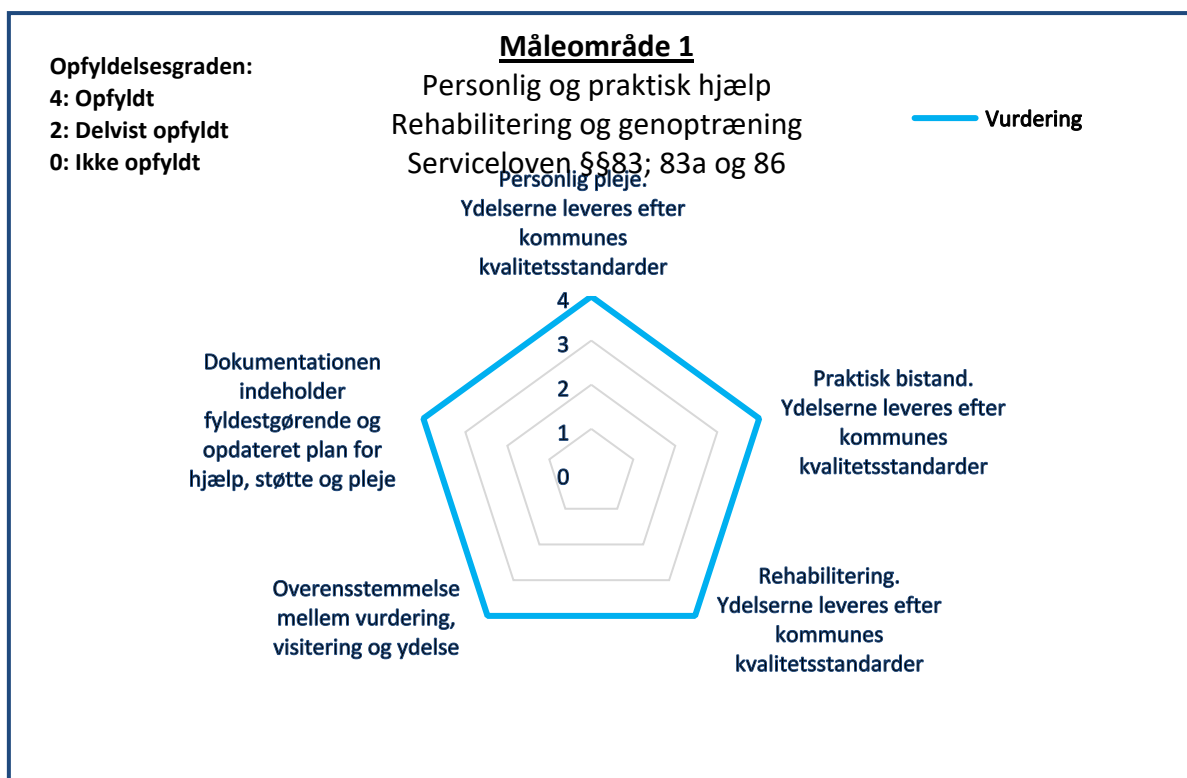 Måleområde 1
Personlig og praktisk hjælp
Rehabilitering og genoptræning
Serviceloven §§83; 83a og 86
Opfyldelsesgraden:
4: Opfyldt
2: Delvist opfyldt
0: Ikke opfyldt
Vurdering
Personlig pleje.
Ydelserne leveres efter
kommunes
kvalitetsstandarder
4
3
2
1
0
Praktisk bistand.
Ydelserne leveres efter
kommunes
kvalitetsstandarder
Rehabilitering.
Ydelserne leveres efter
kommunes
kvalitetsstandarder
Overensstemmelse
mellem vurdering,
visitering og ydelse
Dokumentationen
indeholder
fyldestgørende og
opdateret plan for
hjælp, støtte og pleje